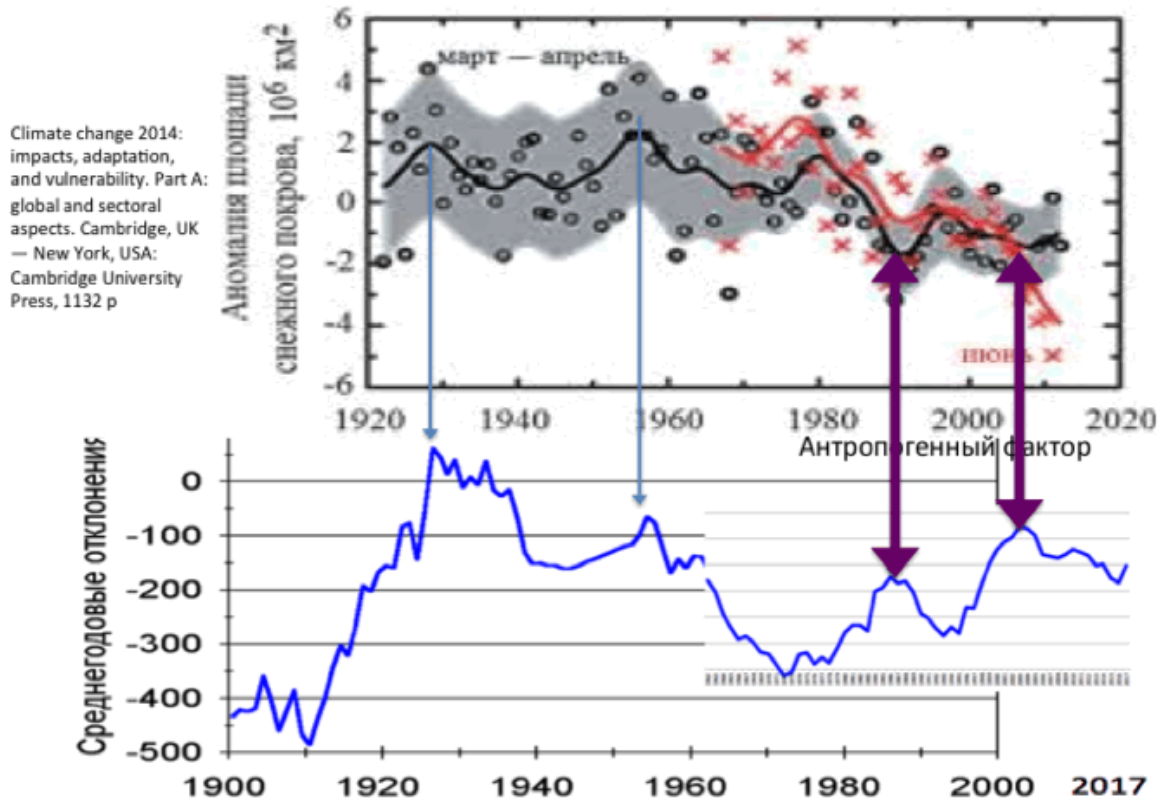 6
4
2
0
-2
-4
-6
март — апрель
июнь
Аномалия площади
снежного покрова, 10⁶ км²
Climate change 2014:
impacts, adaptation,
and vulnerability. Part A:
global and sectoral
aspects. Cambridge, UK
— New York, USA:
Cambridge University
Press, 1132 p
1920 1940 1960 1980 2000 2020
Антропогенный фактор
Среднегодовые отклонения
0
-100
-200
-300
-400
-500
1900 1920 1940 1960 1980 2000 2017